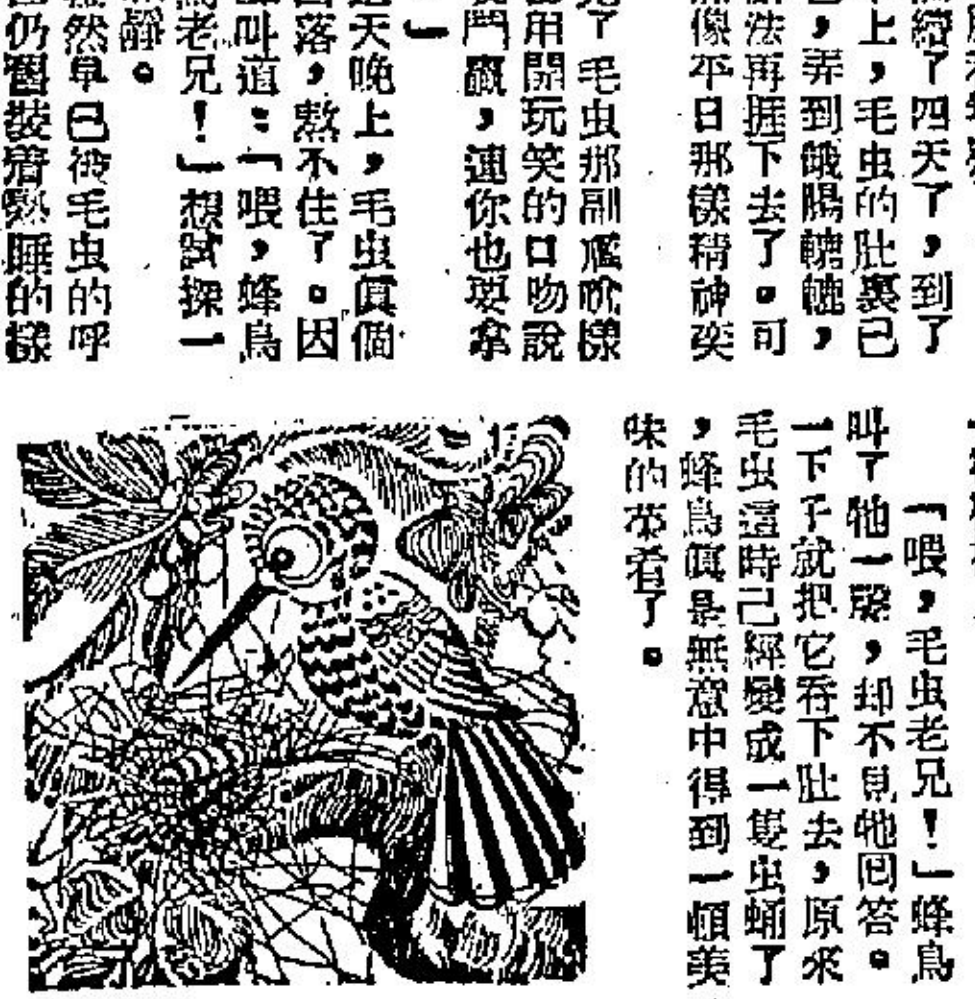 續了四天了，到了
上，毛虫的肚裏已
，弄到餓腸轆轆，
法再捱下去了。可
像平日那樣精神奕
了毛虫那副尷尬樣
用開玩笑的口吻說
鬥贏，連你也要拿
」
天晚上，毛虫眞個
落，熬不住了。因
叫道：「喂，蜂鳥
老兄！」想試探一
靜。
然早已被毛虫的呼
仍舊裝着熟睡的樣
「喂，毛虫老兄！」蜂鳥
叫了牠一聲，却不見牠回答。
一下子就把它吞下肚去，原來
毛虫這時已經變成一隻虫蛹了
，蜂鳥眞是無意中得到一頓美
味的茶着了。